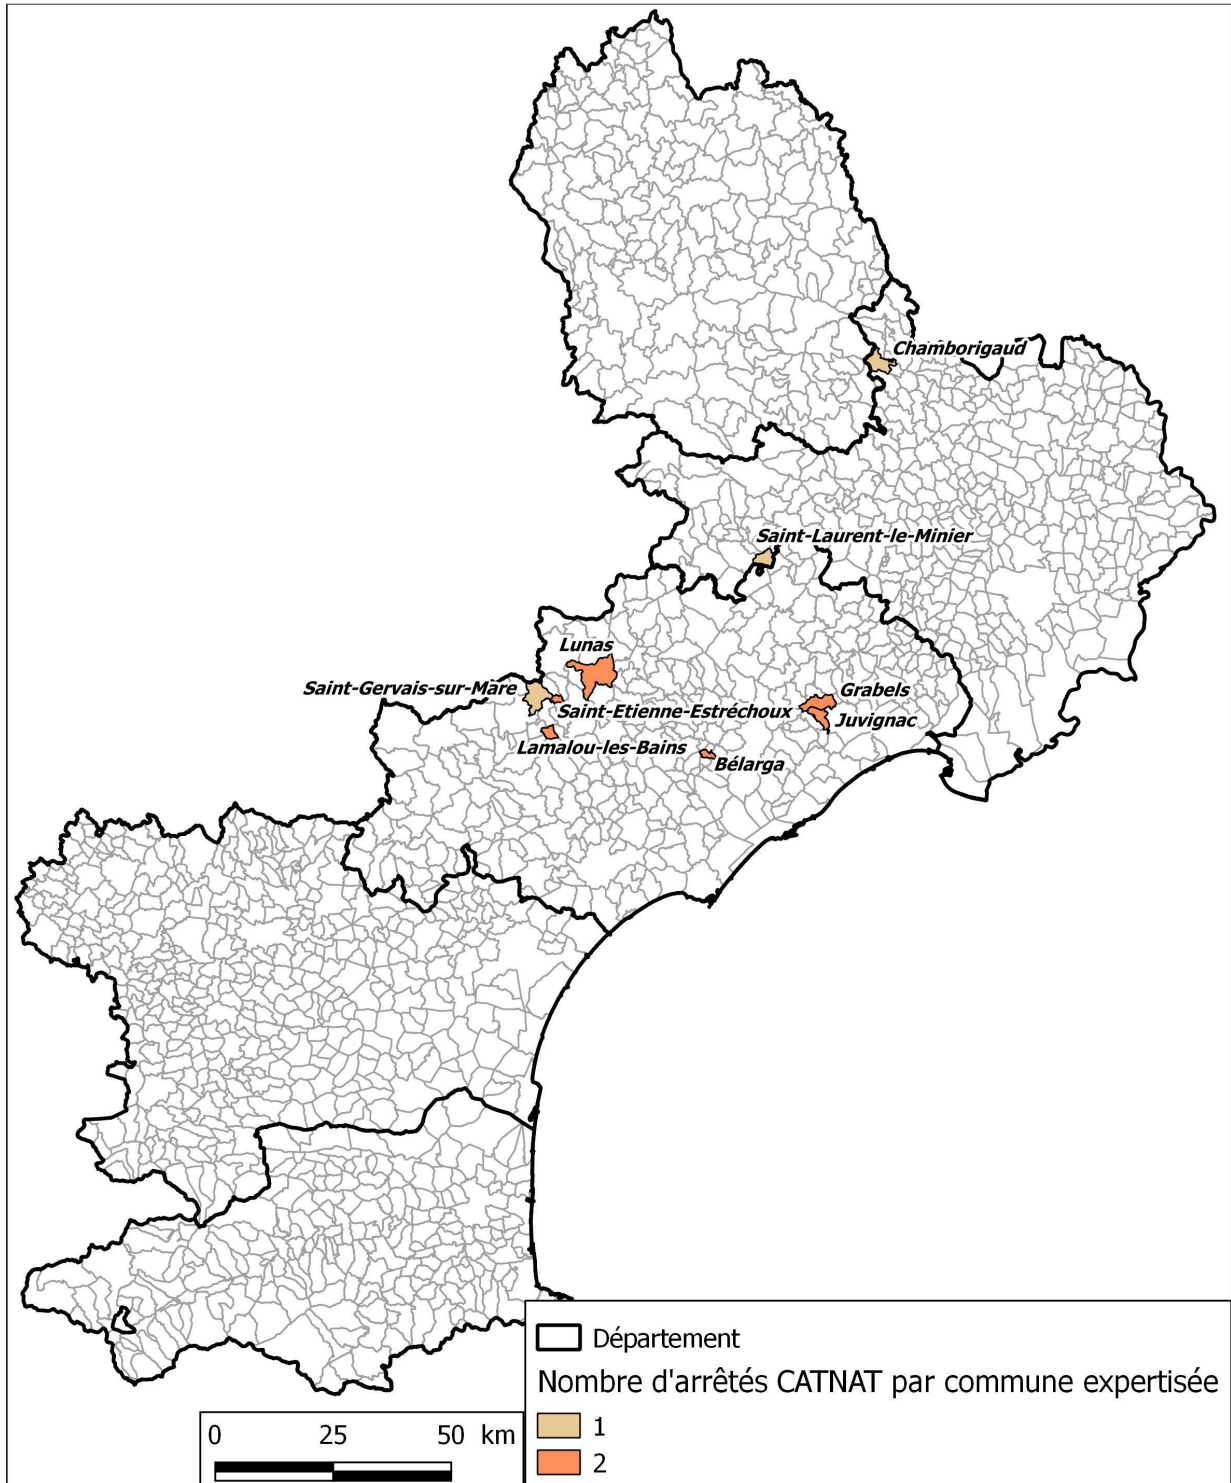 Chamborigaud
Saint-Laurent-le-Minier
Lunas
Saint-Gervais-sur-Mare
Grabels
Saint-Etienne-Estréchoux
Juvignac
Lamalou-les-Bains
Bélarga
Département
Nombre d'arrêtés CATNAT par commune expertisée
1
2
0 25 50 km